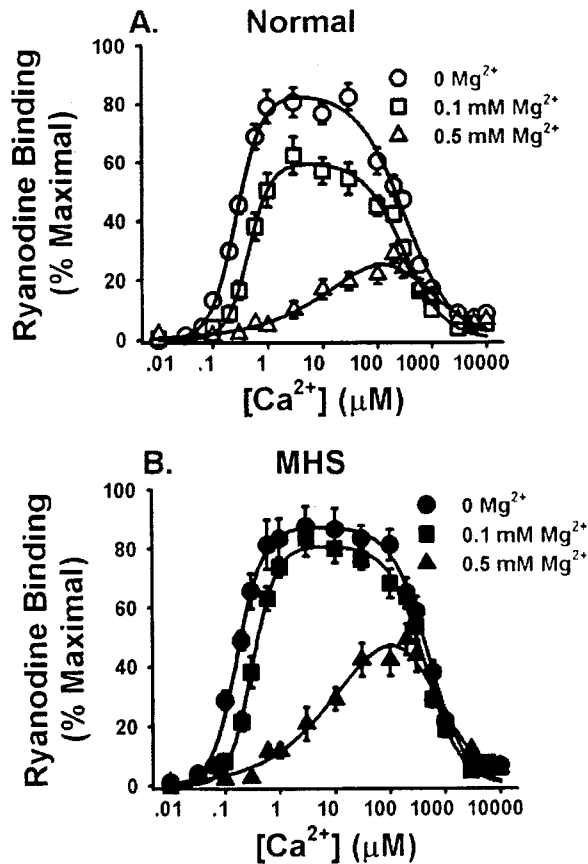 A. Normal
Ryanodine Binding
(% Maximal)
100
80
60
40
20
0
0 Mg²⁺
0.1 mM Mg²⁺
0.5 mM Mg²⁺
.01 .1 1 10 100 1000 10000
[Ca²⁺] (μM)
B. MHS
Ryanodine Binding
(% Maximal)
100
80
60
40
20
0
0 Mg²⁺
0.1 mM Mg²⁺
0.5 mM Mg²⁺
.01 .1 1 10 100 1000 10000
[Ca²⁺] (μM)